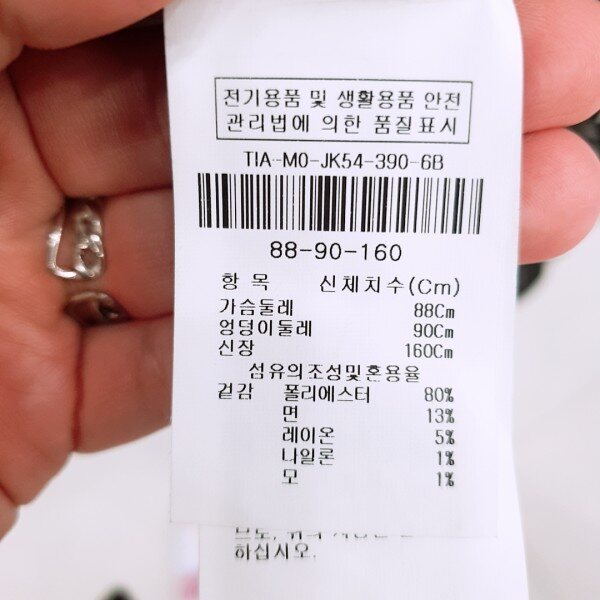 전기용품 및 생활용품 안전
관리법에 의한 품질표시
TIA-MO-JK54-390-6B
88-90-160
항 목 신체치수(Cm)
가슴둘레 88Cm
엉덩이둘레 90Cm
신장 160Cm
섬유의조성및혼용율
겉감 폴리에스터 80%
면 13%
레이온 5%
나일론 1%
모 1%
하십시오.